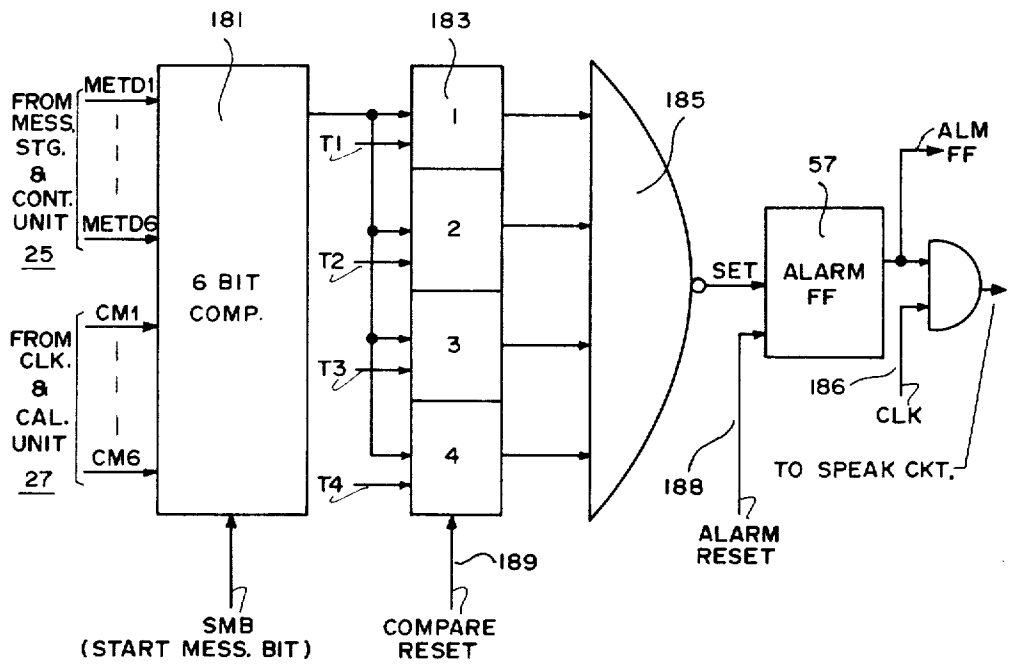 181
183
185
57
ALM
FF
METD1
FROM
MESS.
STG.
&
CONT.
UNIT
25
METD6
6 BIT
COMP.
1
T1
2
T2
3
T3
4
T4
SET
ALARM
FF
CM1
FROM
CLK.
&
CAL.
UNIT
27
CM6
186
CLK
TO SPEAK CKT.
188
ALARM
RESET
189
SMB
(START MESS. BIT)
COMPARE
RESET